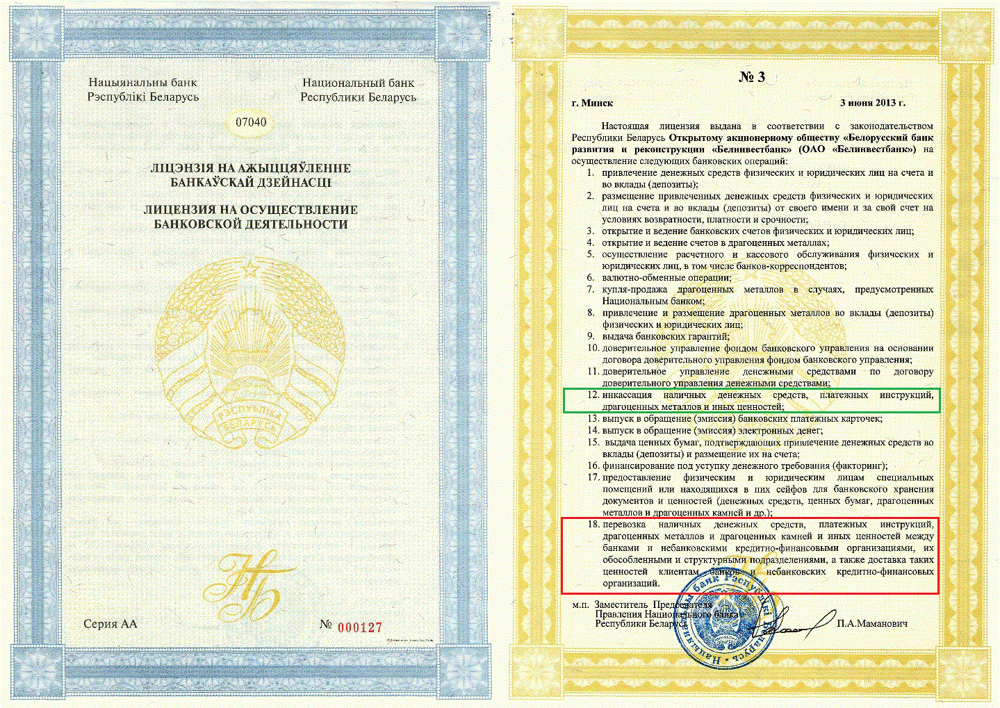 Нацыянальны банк
Рэспублікі Беларусь
Национальный банк
Республики Беларусь
07040
ЛІЦЭНЗІЯ НА АЖЫЦЦЯЎЛЕННЕ
БАНКАЎСКАЙ ДЗЕЙНАСЦІ
ЛИЦЕНЗИЯ НА ОСУЩЕСТВЛЕНИЕ
БАНКОВСКОЙ ДЕЯТЕЛЬНОСТИ
БЕЛАРУСЬ
Серия АА
№ 000127
№ 3
г. Минск
3 июня 2013 г.
Настоящая лицензия выдана в соответствии с законодательством
Республики Беларусь Открытому акционерному обществу «Белорусский банк
развития и реконструкции «Белинвестбанк» (ОАО «Белинвестбанк») на
осуществление следующих банковских операций:
1. привлечение денежных средств физических и юридических лиц на счета и
во вклады (депозиты);
2. размещение привлеченных денежных средств физических и юридических
лиц на счета и во вклады (депозиты) от своего имени и за свой счет на
условиях возвратности, платности и срочности;
3. открытие и ведение банковских счетов физических и юридических лиц;
4. открытие и ведение счетов в драгоценных металлах;
5. осуществление расчетного и кассового обслуживания физических и
юридических лиц, в том числе банков-корреспондентов;
6. валютно-обменные операции;
7. купля-продажа драгоценных металлов в случаях, предусмотренных
Национальным банком;
8. привлечение и размещение драгоценных металлов во вклады (депозиты)
физических и юридических лиц;
9. выдача банковских гарантий;
10. доверительное управление фондом банковского управления на основании
договора доверительного управления фондом банковского управления;
11. доверительное управление денежными средствами по договору
доверительного управления денежными средствами;
12. инкассация наличных денежных средств, платежных инструкций,
драгоценных металлов и иных ценностей;
13. выпуск в обращение (эмиссия) банковских платежных карточек;
14. выпуск в обращение (эмиссия) электронных денег;
15. выдача ценных бумаг, подтверждающих привлечение денежных средств во
вклады (депозиты) и размещение их на счета;
16. финансирование под уступку денежного требования (факторинг);
17. предоставление физическим и юридическим лицам специальных
помещений или находящихся в них сейфов для банковского хранения
документов и ценностей (денежных средств, ценных бумаг, драгоценных
металлов и драгоценных камней и др.);
18. перевозка наличных денежных средств, платежных инструкций,
драгоценных металлов и драгоценных камней и иных ценностей между
банками и небанковскими кредитно-финансовыми организациями, их
обособленными и структурными подразделениями, а также доставка таких
ценностей клиентам банков и небанковских кредитно-финансовых
организаций.
м.п. Заместитель Председателя
Правления Национального банка
Республики Беларусь
П.А.Маманович
Нацыянальны банк Рэспублікі Беларусь